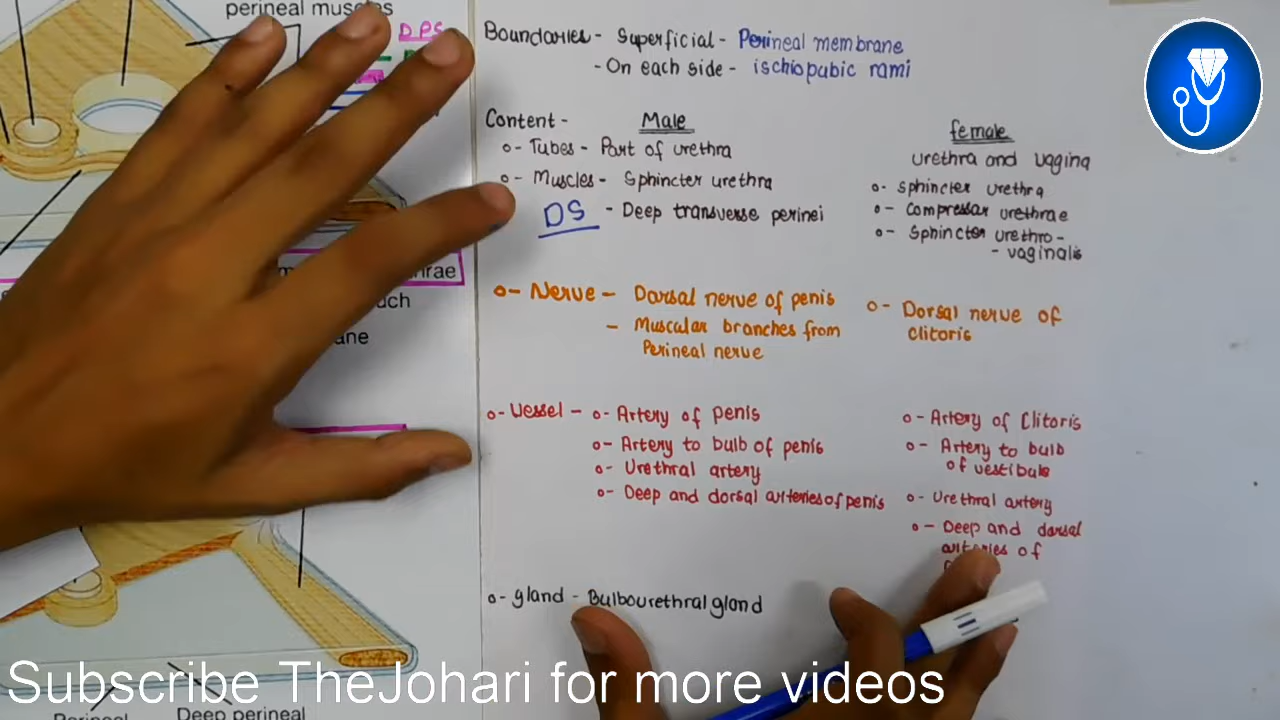 perineal muscles
DPS
hrae
uch
ane
Perineal
Deep perineal
Boundaries - Superficial - Perineal membrane
- On each side - ischiopubic rami
Content - Male
o- Tubes - Part of urethra
o- Muscles - Sphincter urethra
DS - Deep transverse perinei
female
urethra and vagina
o- Sphincter urethra
o- Compressar urethrae
o- Sphincter urethro-
- vaginalis
o- Nerve - Dorsal nerve of penis
- Muscular branches from
Perineal nerve
o- Dorsal nerve of
clitoris
o- Vessel - o- Artery of penis
o- Artery to bulb of penis
o- Urethral artery
o- Deep and dorsal arteries of penis
o- Artery of Clitoris
o- Artery to bulb
of vestibule
o- Urethral artery
o- Deep and dorsal
arteries of
o- gland - Bulbourethral gland
Subscribe TheJohari for more videos